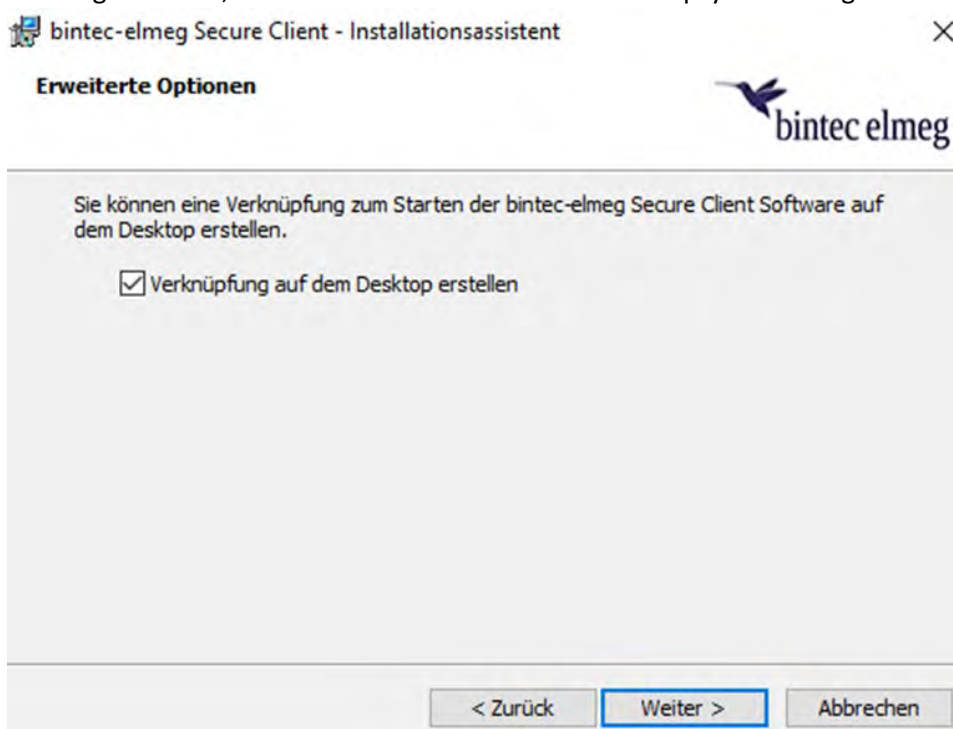 bintec-elmeg Secure Client - Installationsassistent
Erweiterte Optionen
bintec elmeg
Sie können eine Verknüpfung zum Starten der bintec-elmeg Secure Client Software auf
dem Desktop erstellen.
Verknüpfung auf dem Desktop erstellen
< Zurück
Weiter >
Abbrechen